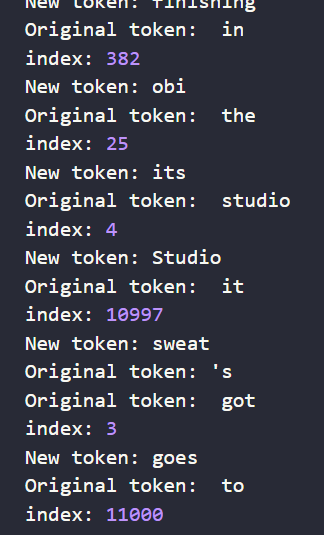 New token: finishing
Original token:  in
index: 382
New token: obi
Original token:  the
index: 25
New token: its
Original token:  studio
index: 4
New token: Studio
Original token:  it
index: 10997
New token: sweat
Original token: 's
Original token:  got
index: 3
New token: goes
Original token:  to
index: 11000